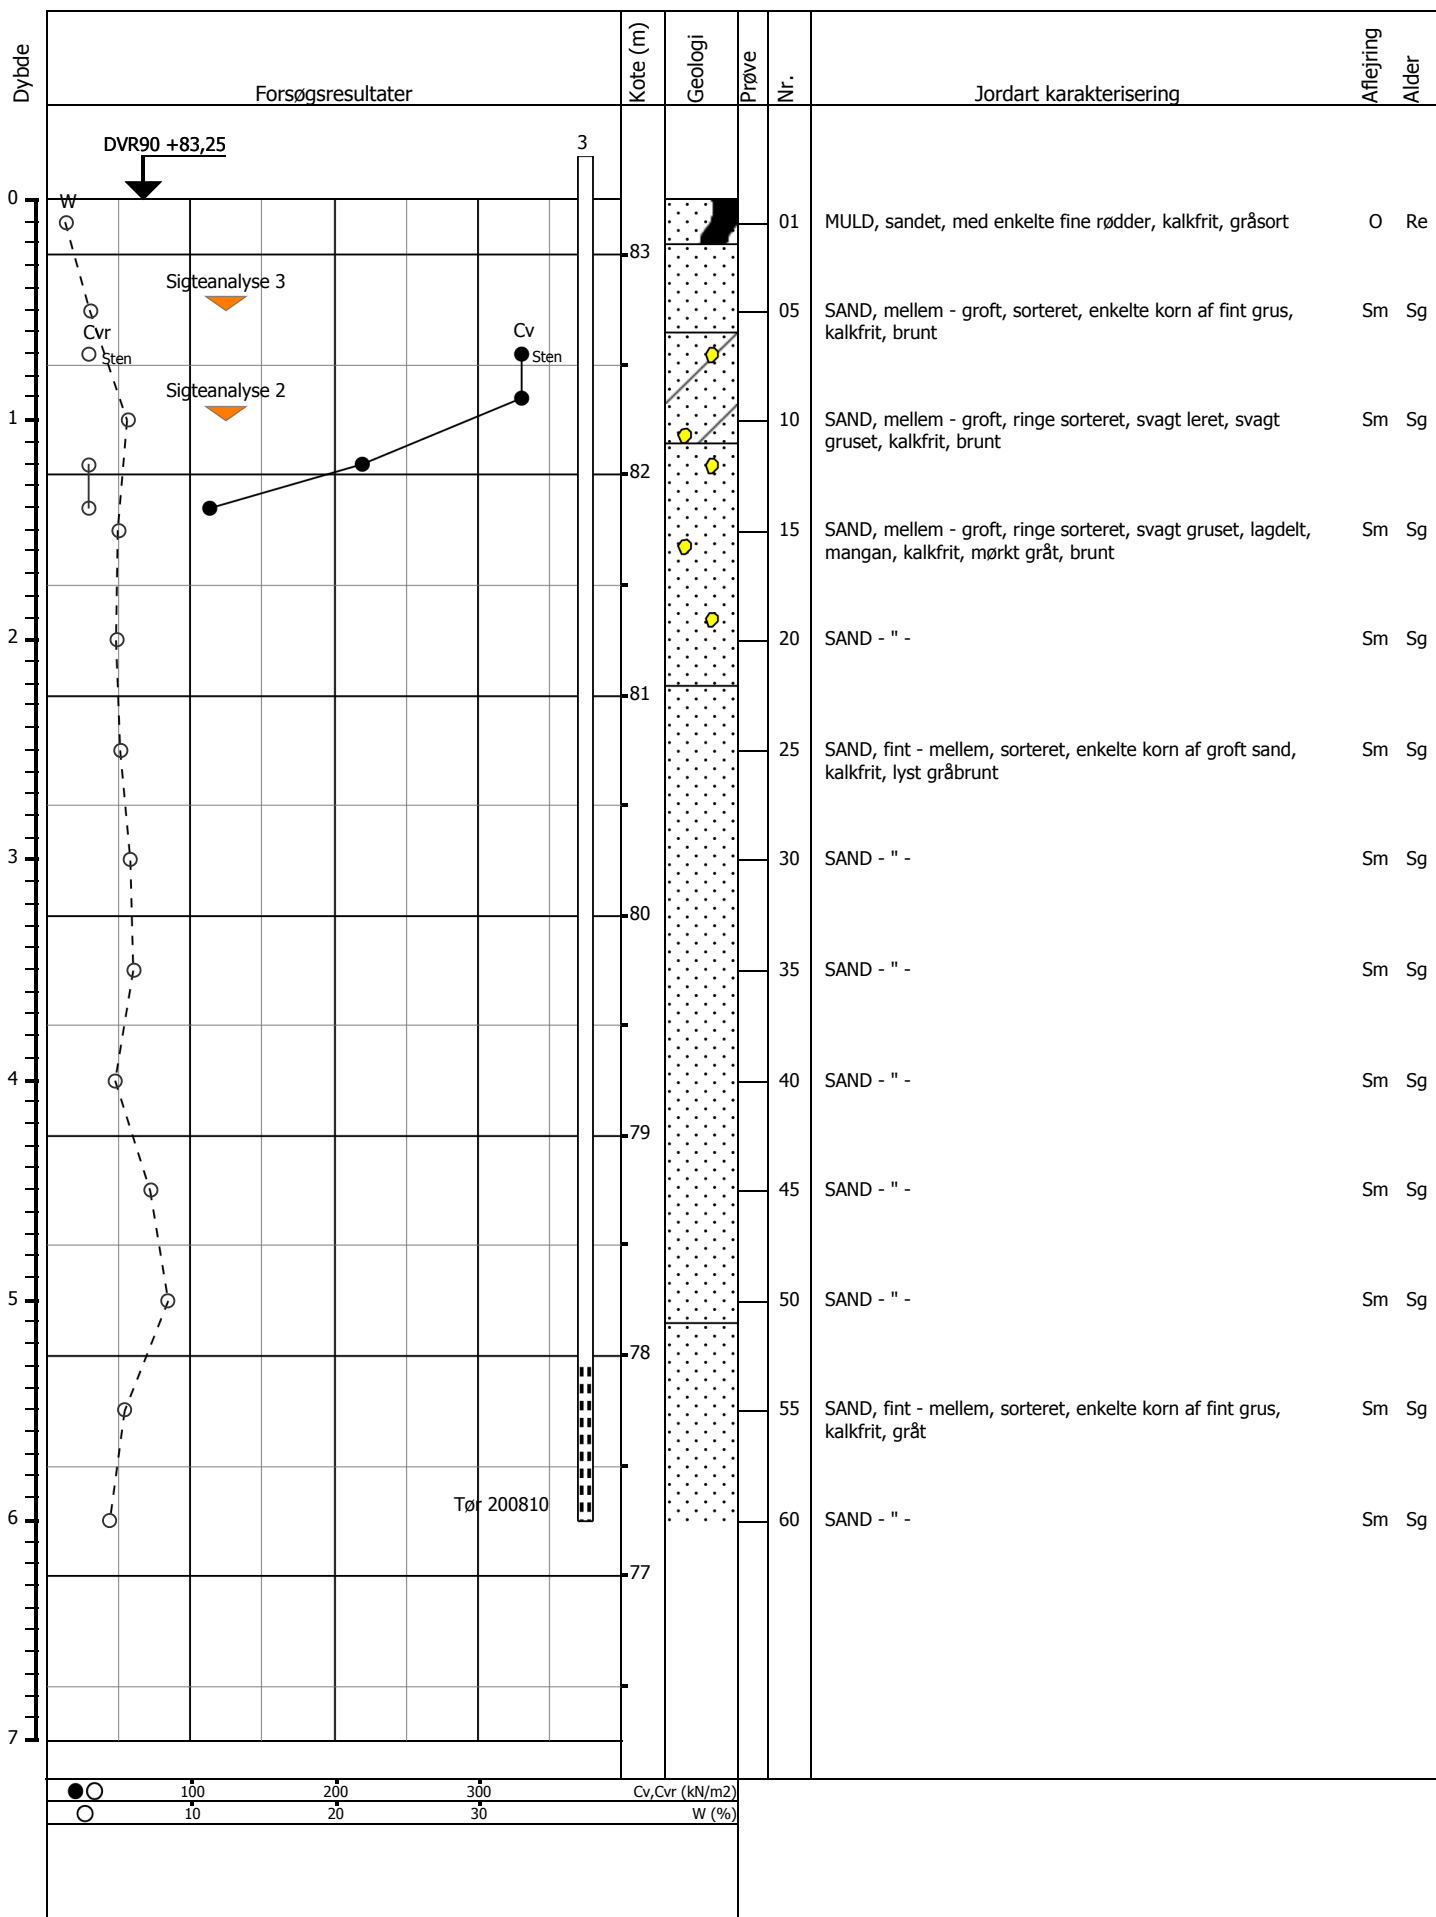 Dybde
Forsøgsresultater
Kote (m)
Geologi
Prøve
Nr.
Jordart karakterisering
Aflejring
Alder
DVR90 +83,25
3
0
W
01 MULD, sandet, med enkelte fine rødder, kalkfrit, gråsort O Re
83
Sigteanalyse 3
05 SAND, mellem - groft, sorteret, enkelte korn af fint grus, Sm Sg
kalkfrit, brunt
Cvr
Sten
Cv
Sten
Sigteanalyse 2
1
10 SAND, mellem - groft, ringe sorteret, svagt leret, svagt Sm Sg
gruset, kalkfrit, brunt
82
15 SAND, mellem - groft, ringe sorteret, svagt gruset, lagdelt, Sm Sg
mangan, kalkfrit, mørkt gråt, brunt
2
20 SAND - " - Sm Sg
81
25 SAND, fint - mellem, sorteret, enkelte korn af groft sand, Sm Sg
kalkfrit, lyst gråbrunt
3
30 SAND - " - Sm Sg
80
35 SAND - " - Sm Sg
4
40 SAND - " - Sm Sg
79
45 SAND - " - Sm Sg
5
50 SAND - " - Sm Sg
78
55 SAND, fint - mellem, sorteret, enkelte korn af fint grus, Sm Sg
kalkfrit, gråt
Tør 200810
6
60 SAND - " - Sm Sg
77
7
100 200 300 Cv,Cvr (kN/m2)
10 20 30 W (%)